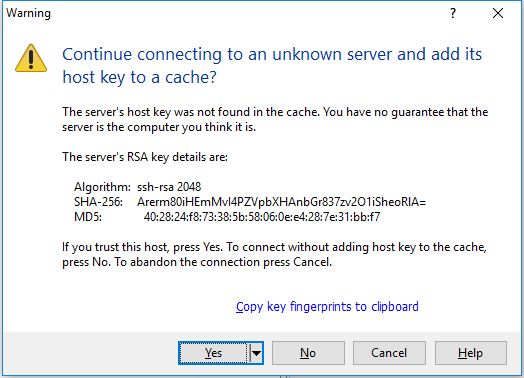 Warning
?
Continue connecting to an unknown server and add its
host key to a cache?
The server's host key was not found in the cache. You have no guarantee that the
server is the computer you think it is.
The server's RSA key details are:
Algorithm: ssh-rsa 2048
SHA-256: Arerm80iHEmMvl4PZVpbXHAnbGr837zv2O1iSheoRIA=
MD5: 40:28:24:f8:73:38:5b:58:06:0e:e4:28:7e:31:bb:f7
If you trust this host, press Yes. To connect without adding host key to the cache,
press No. To abandon the connection press Cancel.
Copy key fingerprints to clipboard
Yes No Cancel Help